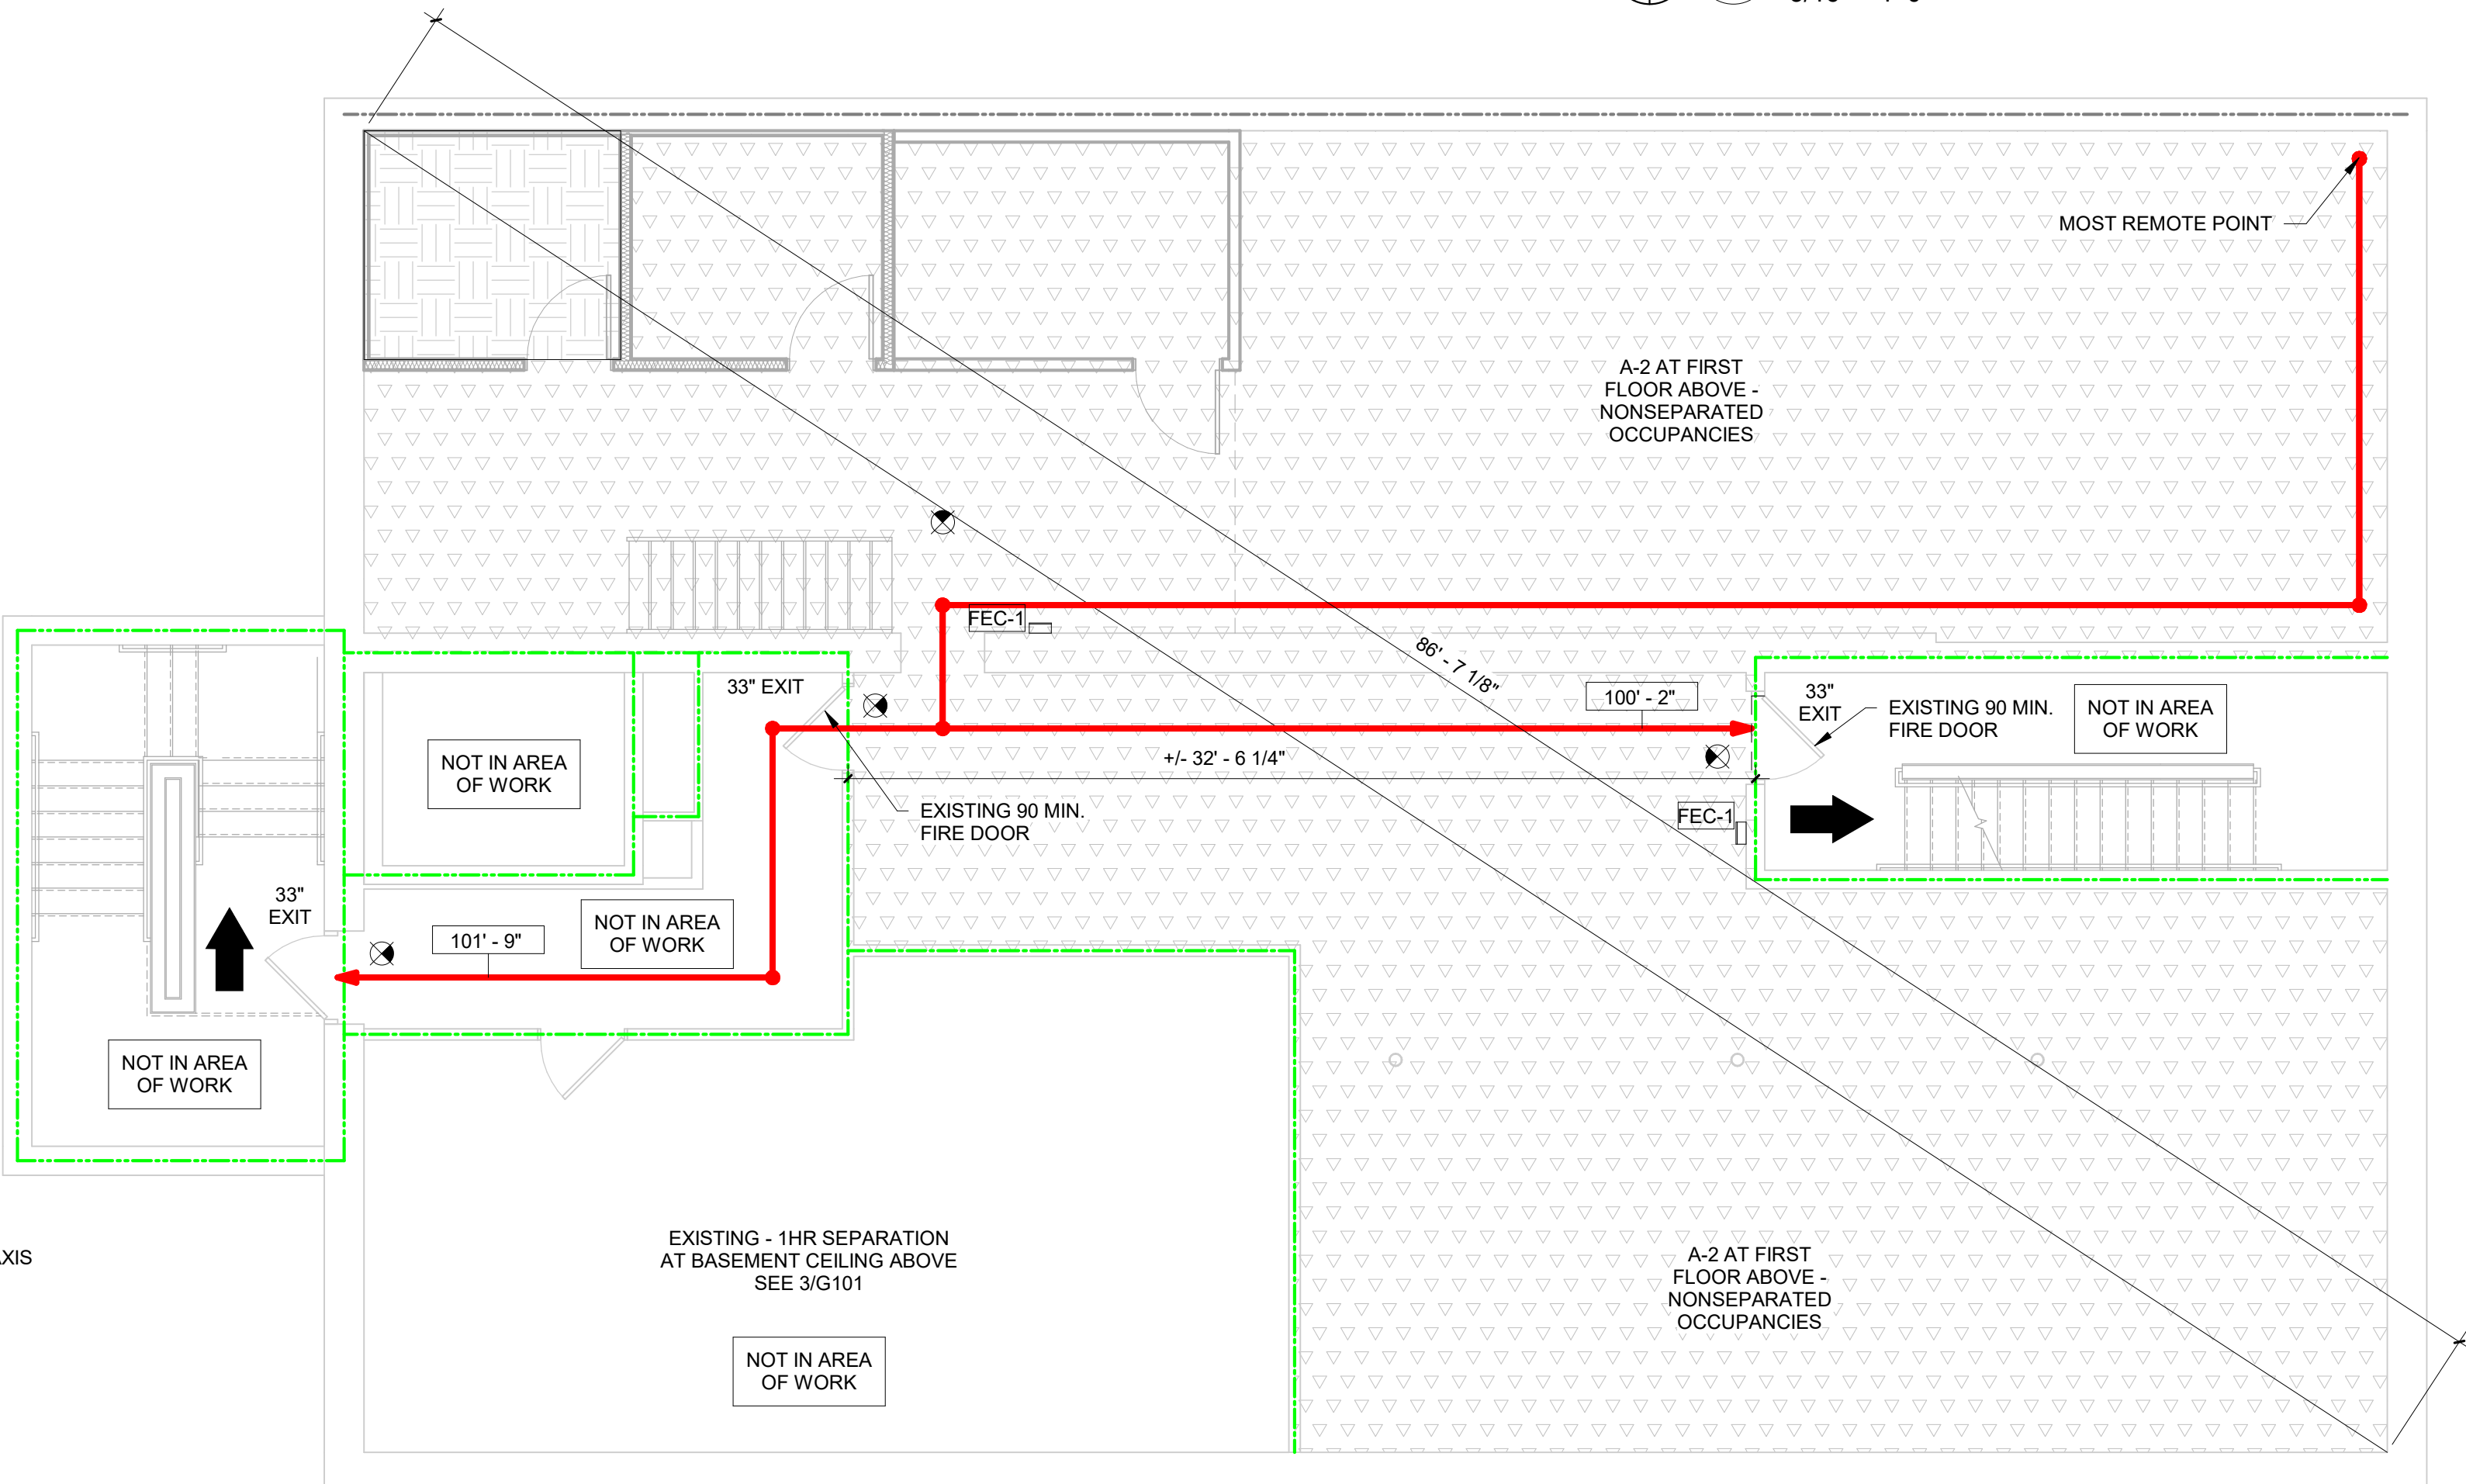 MOST REMOTE POINT
A-2 AT FIRST
FLOOR ABOVE -
NONSEPARATED
OCCUPANCIES
FEC-1
86' - 7 1/8"
33" EXIT
100' - 2"
33"
EXIT
EXISTING 90 MIN.
FIRE DOOR
NOT IN AREA
OF WORK
NOT IN AREA
OF WORK
+/- 32' - 6 1/4"
EXISTING 90 MIN.
FIRE DOOR
FEC-1
33"
EXIT
NOT IN AREA
OF WORK
101' - 9"
NOT IN AREA
OF WORK
EXISTING - 1HR SEPARATION
AT BASEMENT CEILING ABOVE
SEE 3/G101
A-2 AT FIRST
FLOOR ABOVE -
NONSEPARATED
OCCUPANCIES
NOT IN AREA
OF WORK